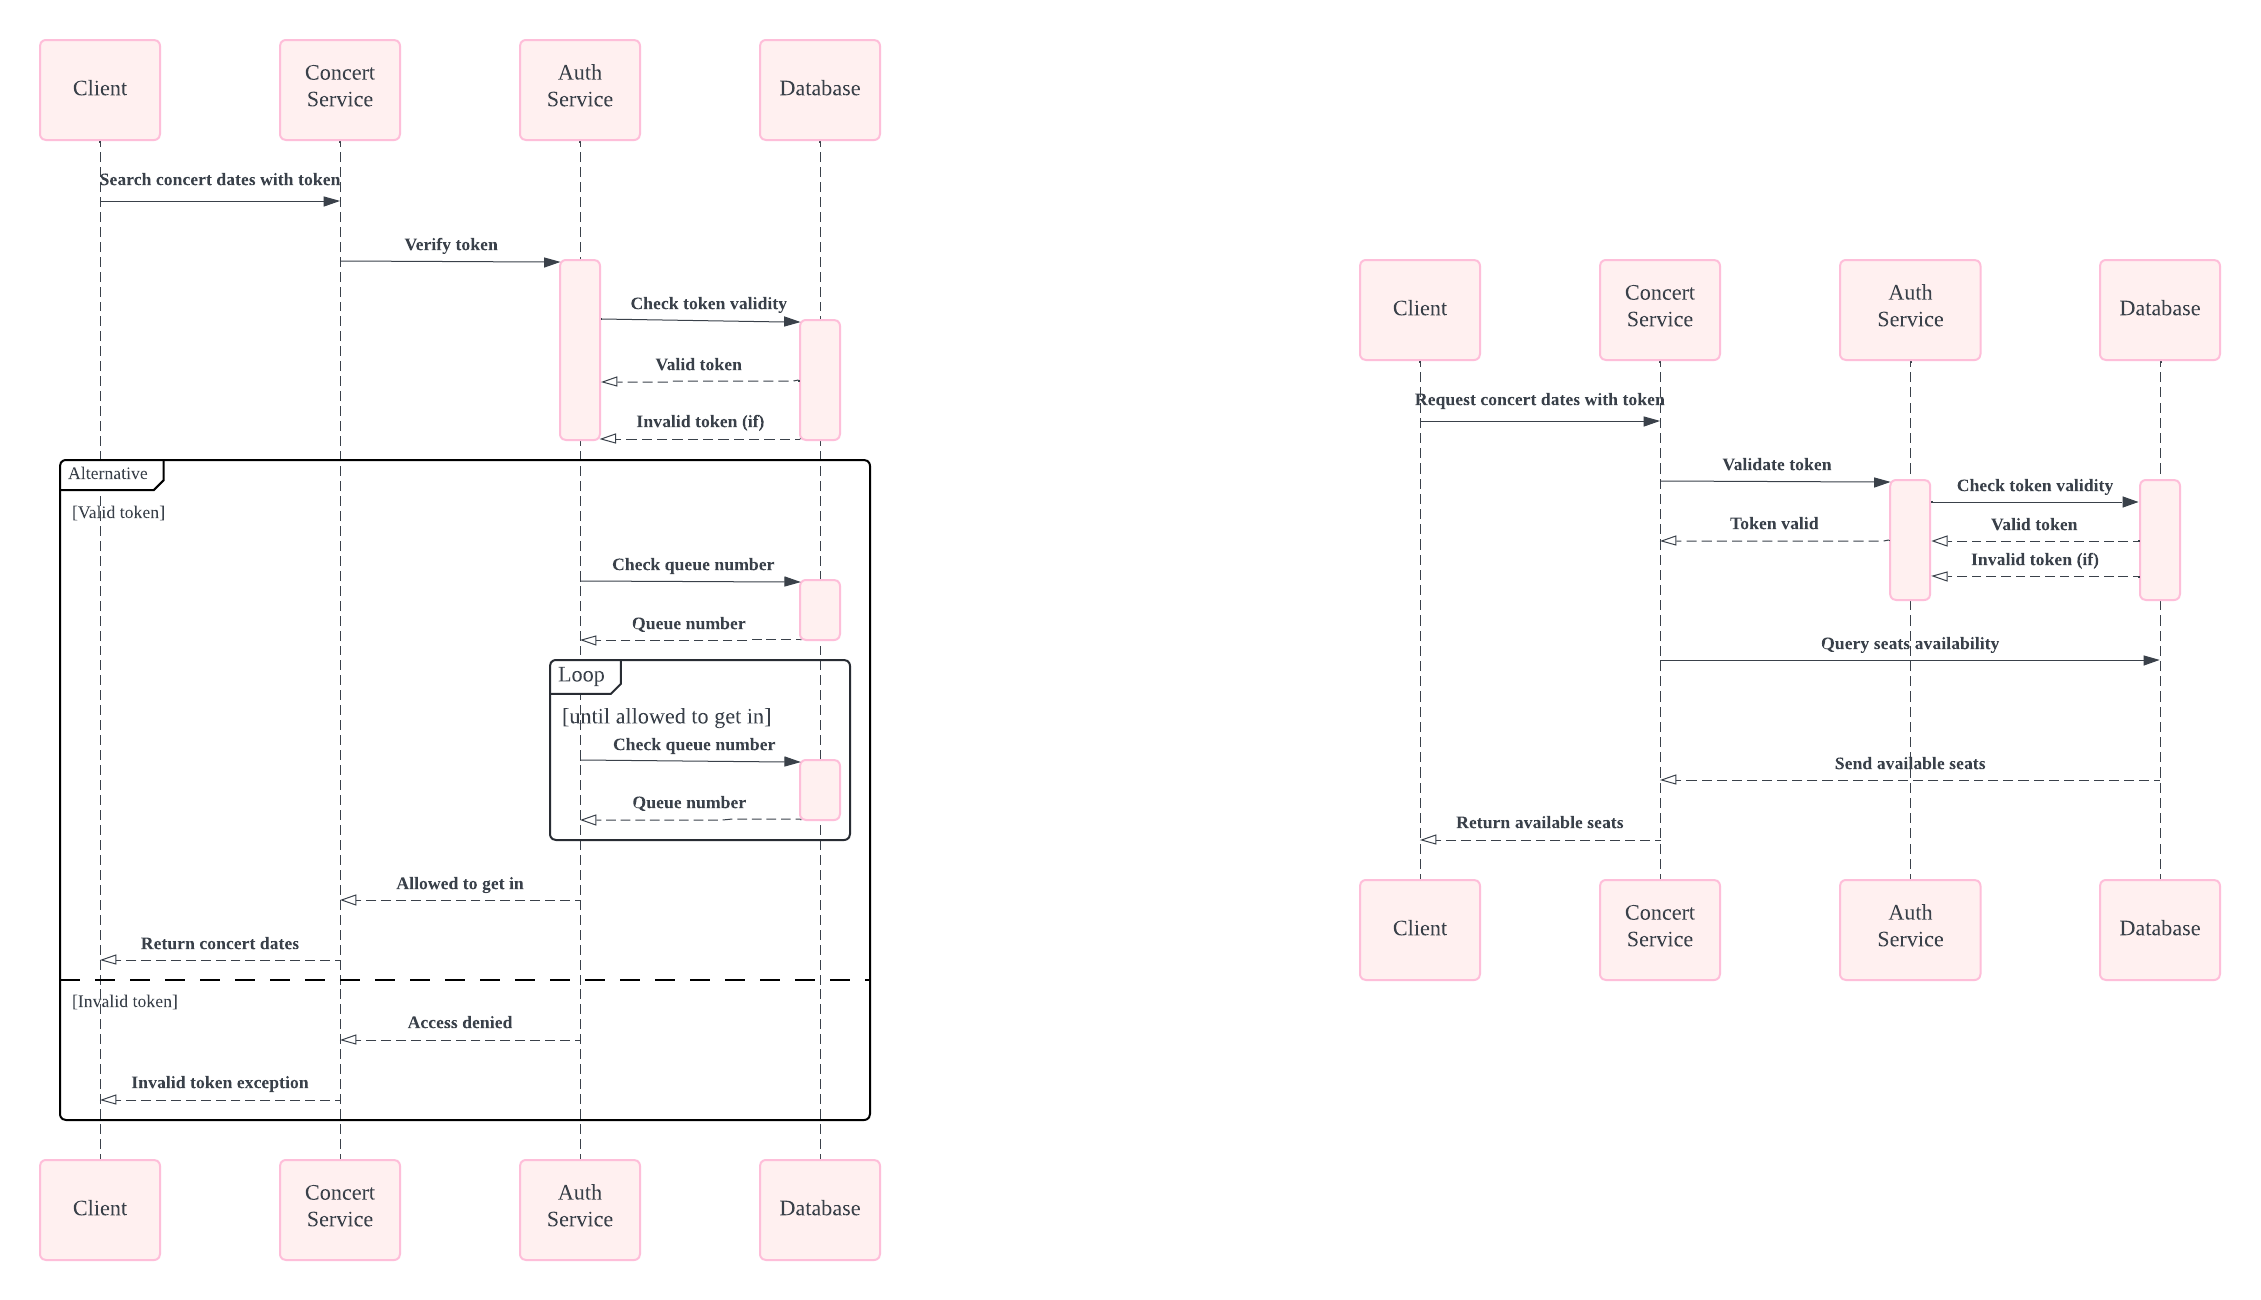 Client
Concert
Service
Auth
Service
Database
Search concert dates with token
Verify token
Check token validity
Valid token
Invalid token (if)
Alternative
[Valid token]
Check queue number
Queue number
Loop
[until allowed to get in]
Check queue number
Queue number
Allowed to get in
Return concert dates
[Invalid token]
Access denied
Invalid token exception
Client
Concert
Service
Auth
Service
Database
Client
Concert
Service
Auth
Service
Database
Request concert dates with token
Validate token
Check token validity
Token valid
Valid token
Invalid token (if)
Query seats availability
Send available seats
Return available seats
Client
Concert
Service
Auth
Service
Database